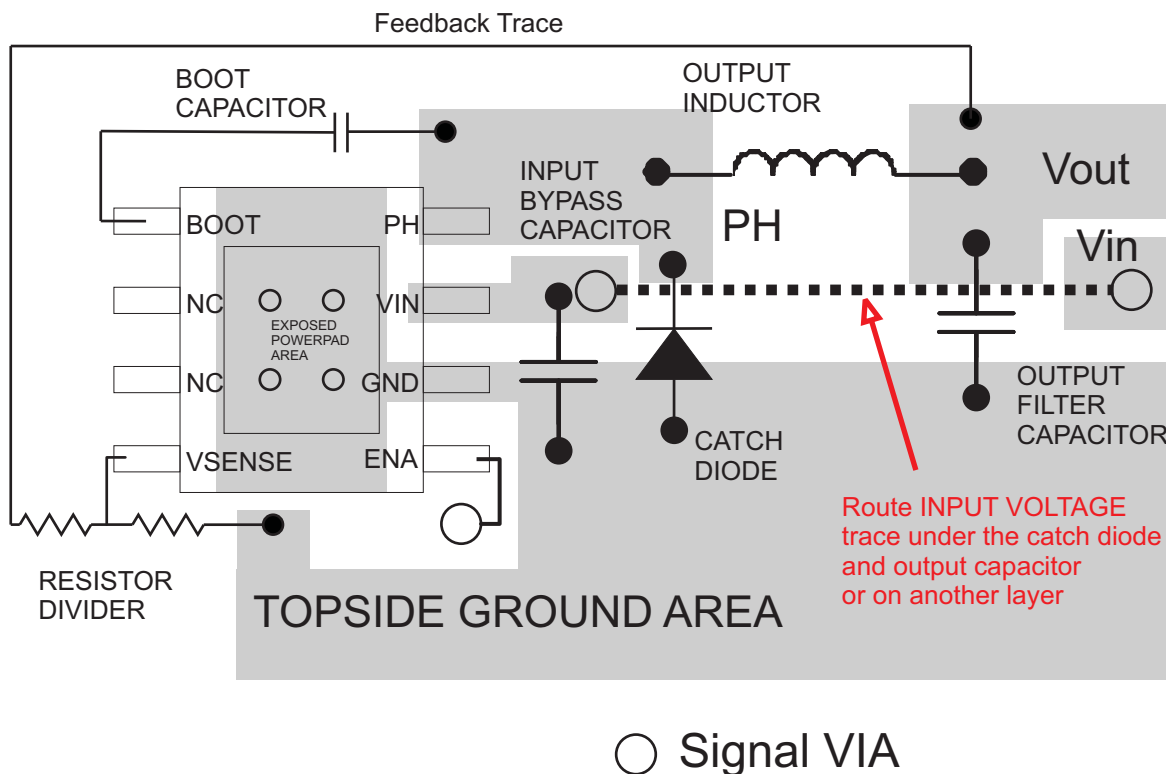 Feedback Trace
BOOT
CAPACITOR
OUTPUT
INDUCTOR
INPUT
BYPASS
CAPACITOR
Vout
PH
Vin
BOOT
PH
NC
VIN
EXPOSED
POWERPAD
AREA
NC
GND
VSENSE
ENA
CATCH
DIODE
OUTPUT
FILTER
CAPACITOR
Route INPUT VOLTAGE
trace under the catch diode
and output capacitor
or on another layer
RESISTOR
DIVIDER
TOPSIDE GROUND AREA
Signal VIA